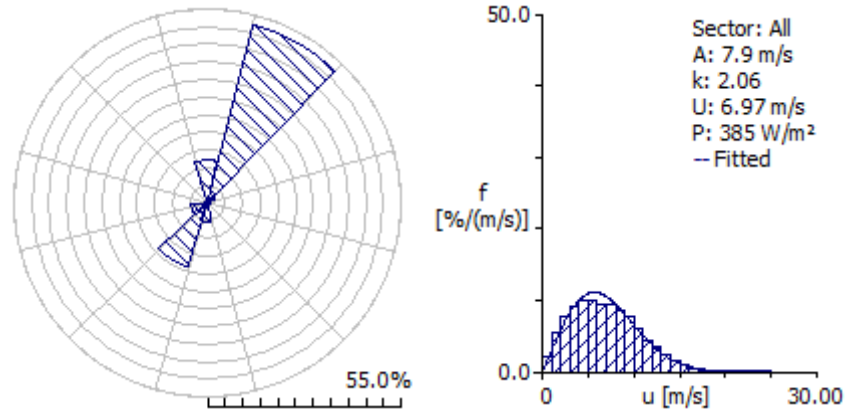 55.0%
50.0
f
[%/(m/s)]
0.0
0
u [m/s]
30.00
Sector: All
A: 7.9 m/s
k: 2.06
U: 6.97 m/s
P: 385 W/m²
-- Fitted